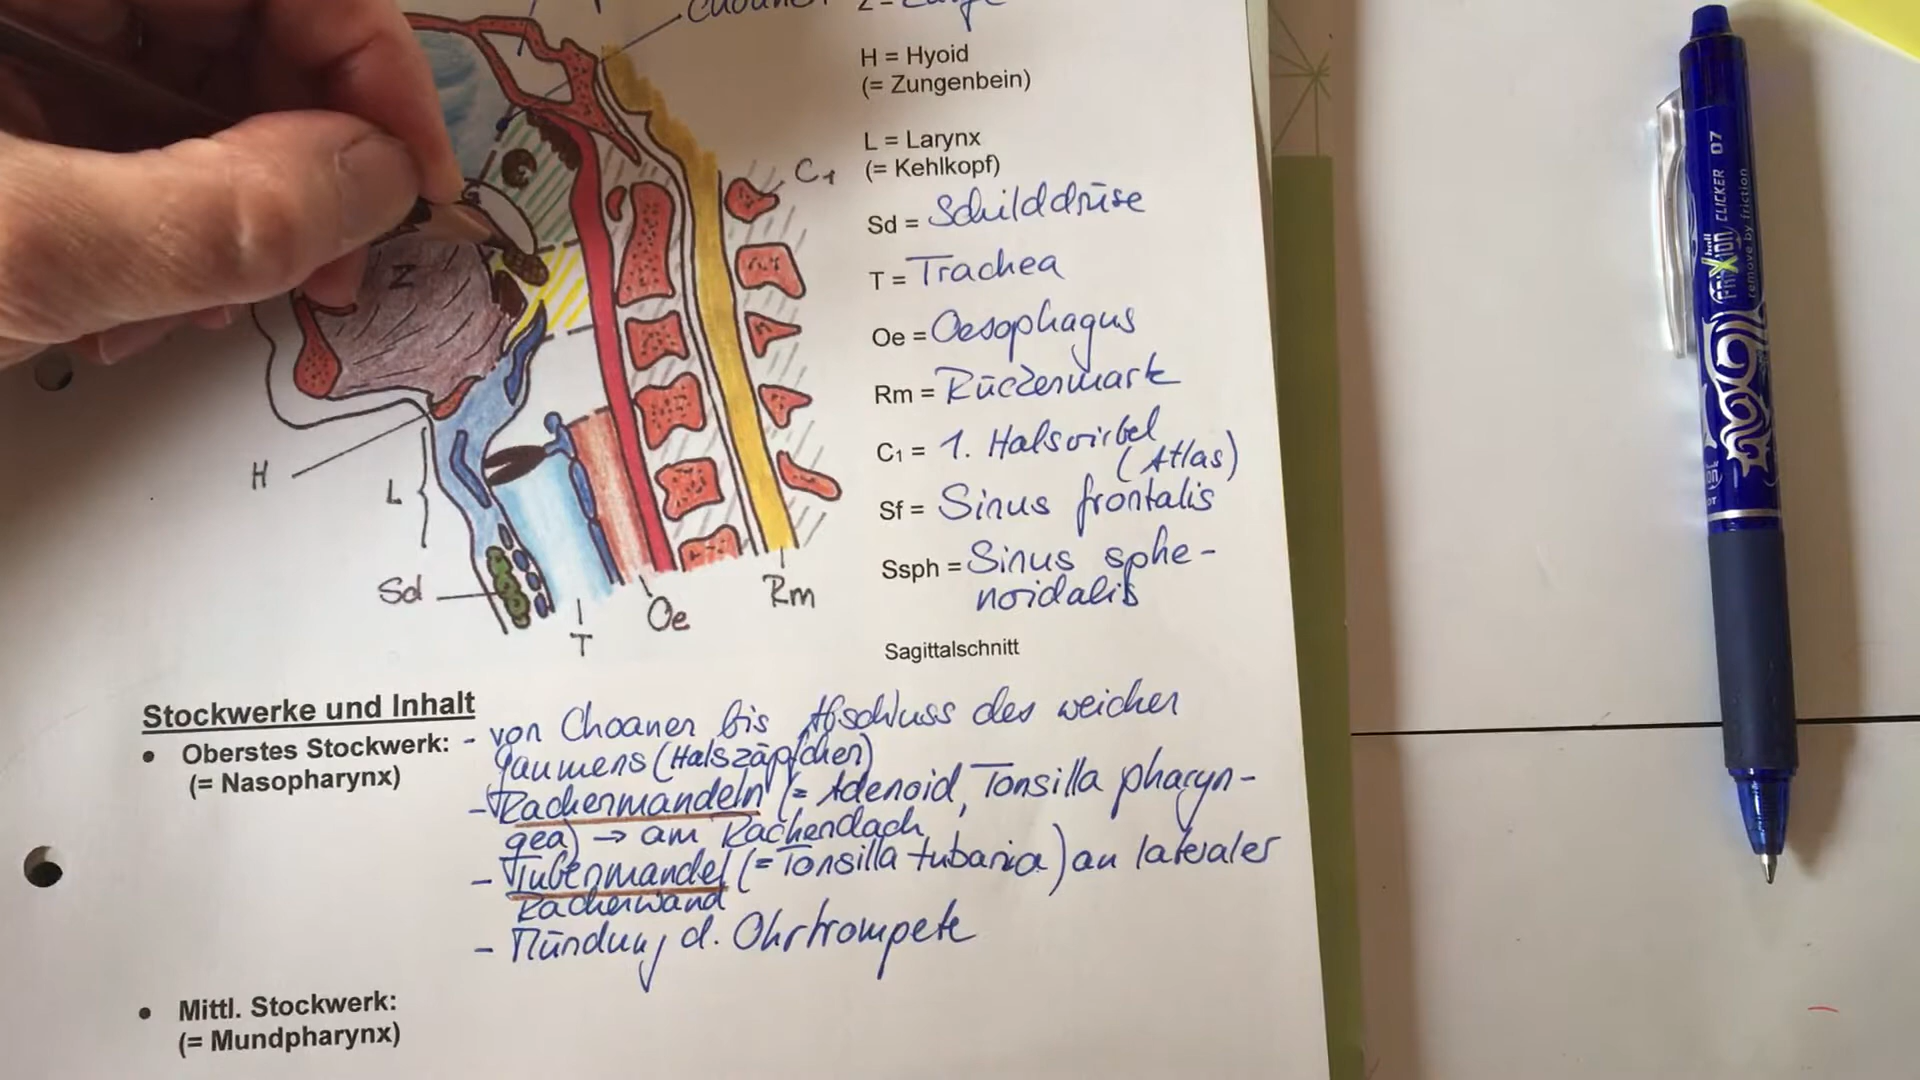 H = Hyoid
(= Zungenbein)
L = Larynx
(= Kehlkopf)
C1
Sd = Schilddrüse
Z
T = Trachea
Oe = Oesophagus
Rm = Rückenmark
C1 = 1. Halswirbel
(Atlas)
H
L
Sf = Sinus frontalis
Ssph = Sinus sphe-
noidalis
Sd
T
Oe
Rm
Sagittalschnitt
Stockwerke und Inhalt
• Oberstes Stockwerk: - von Choanen bis Abschluss des weichen
(= Nasopharynx)
Gaumens (Halszäpfchen)
- Rachenmandeln (= Adenoid, Tonsilla pharyn-
gea) → am Rachendach
- Tubenmandel (= Tonsilla tubaria) an lateraler
Rachenwand
- Mündung d. Ohrtrompete
• Mittl. Stockwerk:
(= Mundpharynx)
FRIXION CLICKER 07
remove by friction